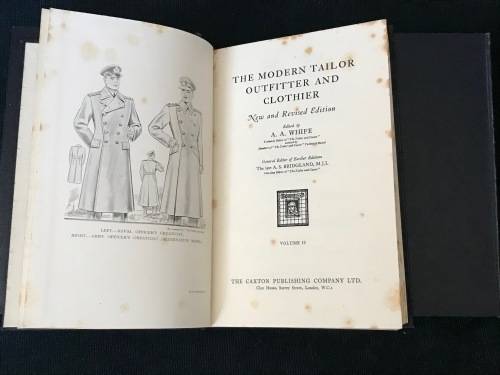 LEFT—NAVAL OFFICER'S GREATCOAT.
RIGHT—ARMY OFFICER'S GREATCOAT
THE MODERN TAILOR
OUTFITTER AND
CLOTHIER
New and Revised Edition
Edited by
A. A. WHIFE
General Editor of Earlier Editions
The late A. S. BRIDGLAND, M.J.I.
VOLUME II
THE CAXTON PUBLISHING COMPANY LTD.
Clun House, Surrey Street, London, W.C.2